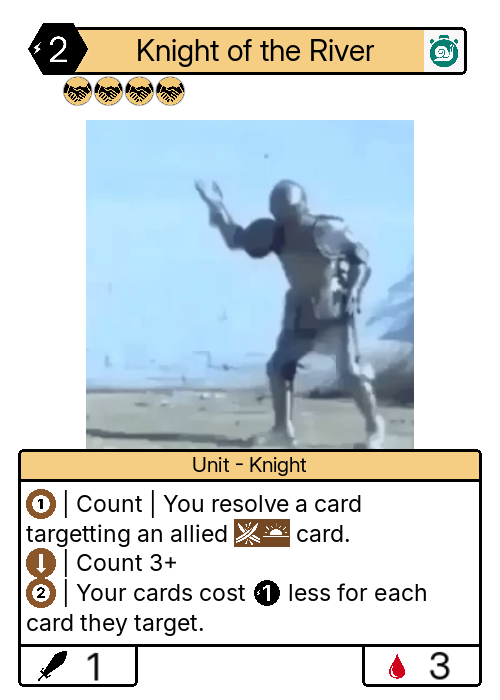 2
Knight of the River
Unit - Knight
1 | Count | You resolve a card
targetting an allied card.
| Count 3+
2 | Your cards cost 1 less for each
card they target.
1
3